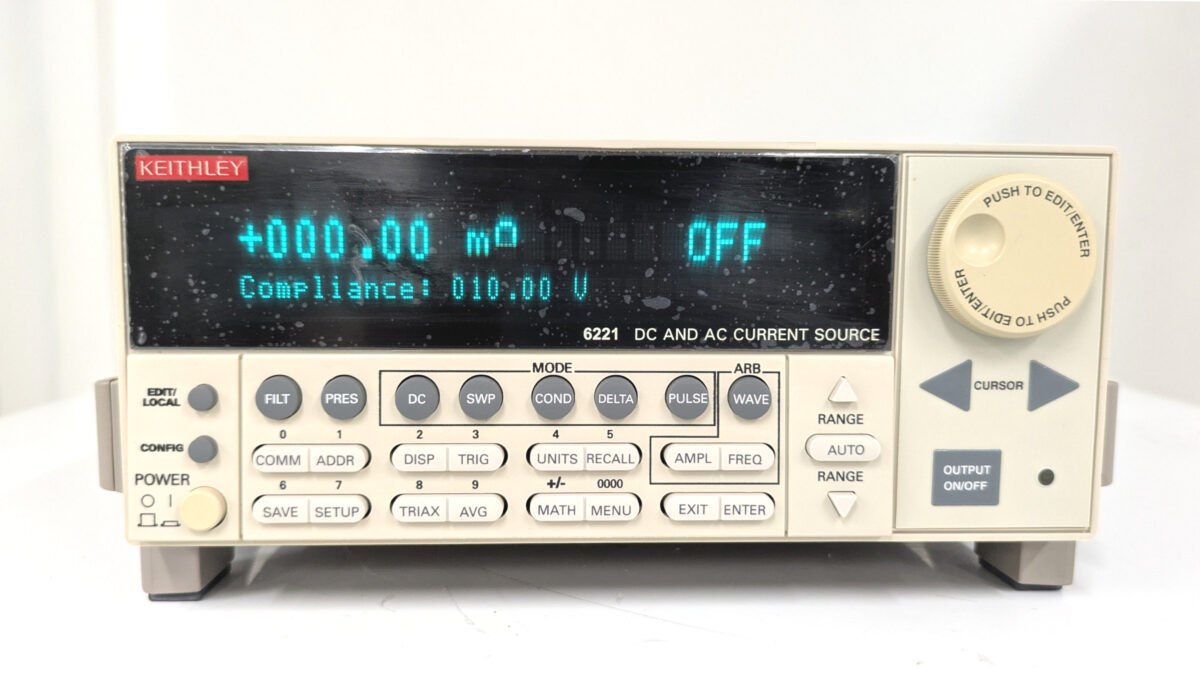 KEITHLEY
+000.00 mA OFF
Compliance: 010.00 V
6221 DC AND AC CURRENT SOURCE
PUSH TO EDIT/ENTER
PUSH TO EDIT/ENTER
MODE ARB
EDIT/
LOCAL
FILT PRES DC SWP COND DELTA PULSE WAVE
CURSOR
RANGE
0 1 2 3 4 5
CONFIG
COMM ADDR DISP TRIG UNITS RECALL AMPL FREQ
AUTO
POWER
O I
6 7 8 9 +/- 0000
RANGE
SAVE SETUP TRIAX AVG MATH MENU EXIT ENTER
OUTPUT
ON/OFF